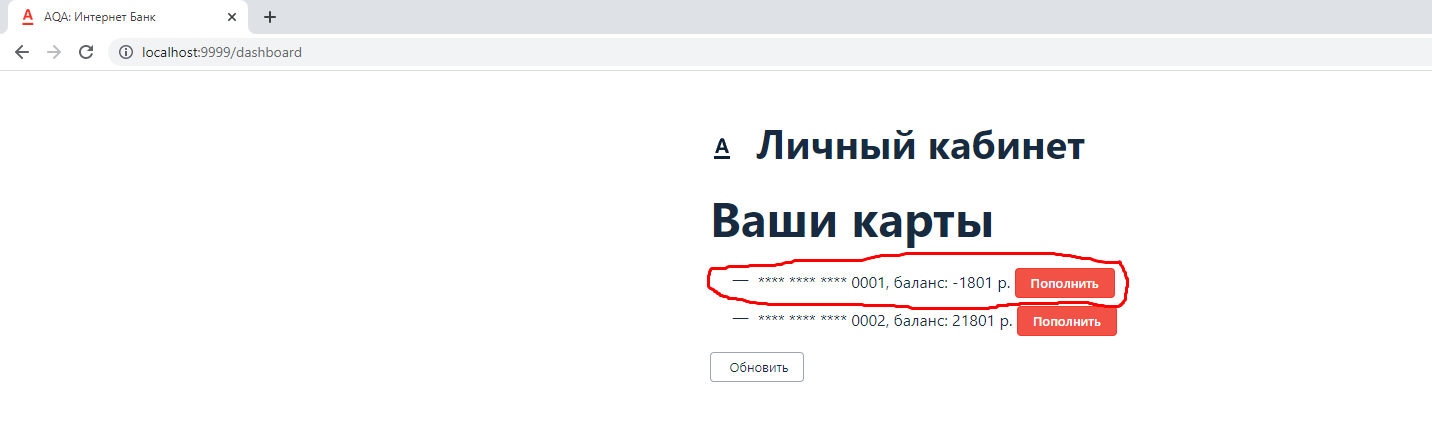 AQA: Интернет Банк
localhost:9999/dashboard
A Личный кабинет
Ваши карты
— **** **** **** 0001, баланс: -1801 р. Пополнить
— **** **** **** 0002, баланс: 21801 р. Пополнить
Обновить